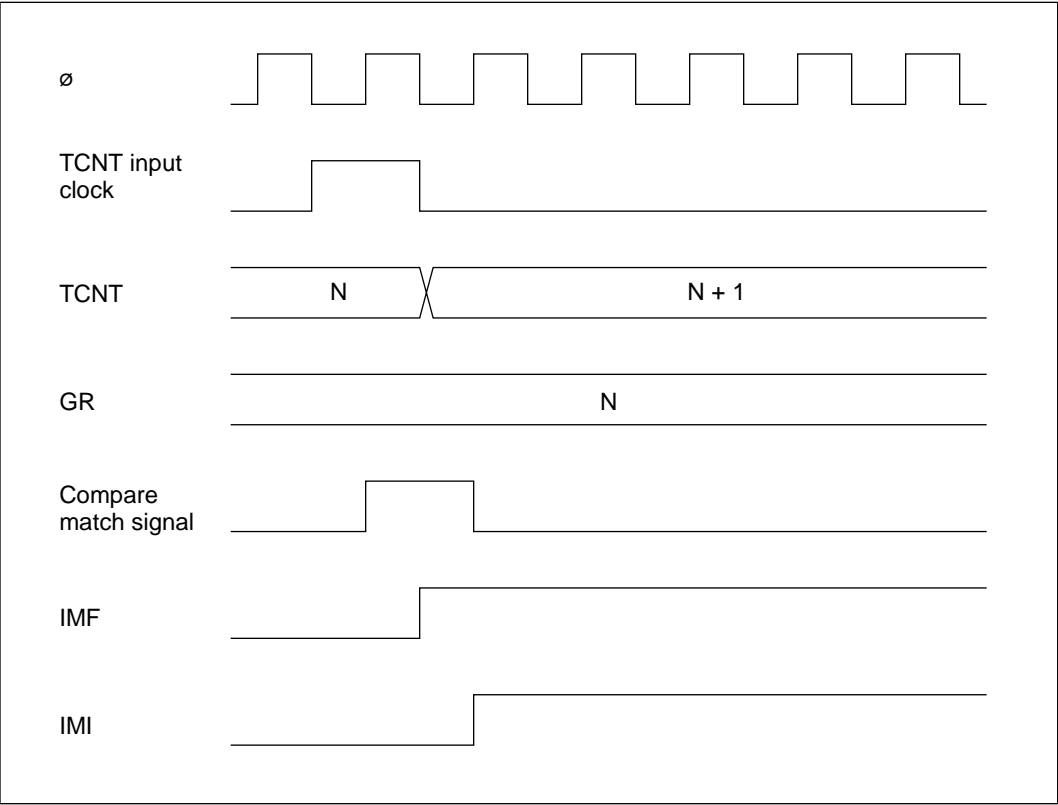 ø
TCNT input
clock
TCNT
N
N + 1
GR
N
Compare
match signal
IMF
IMI